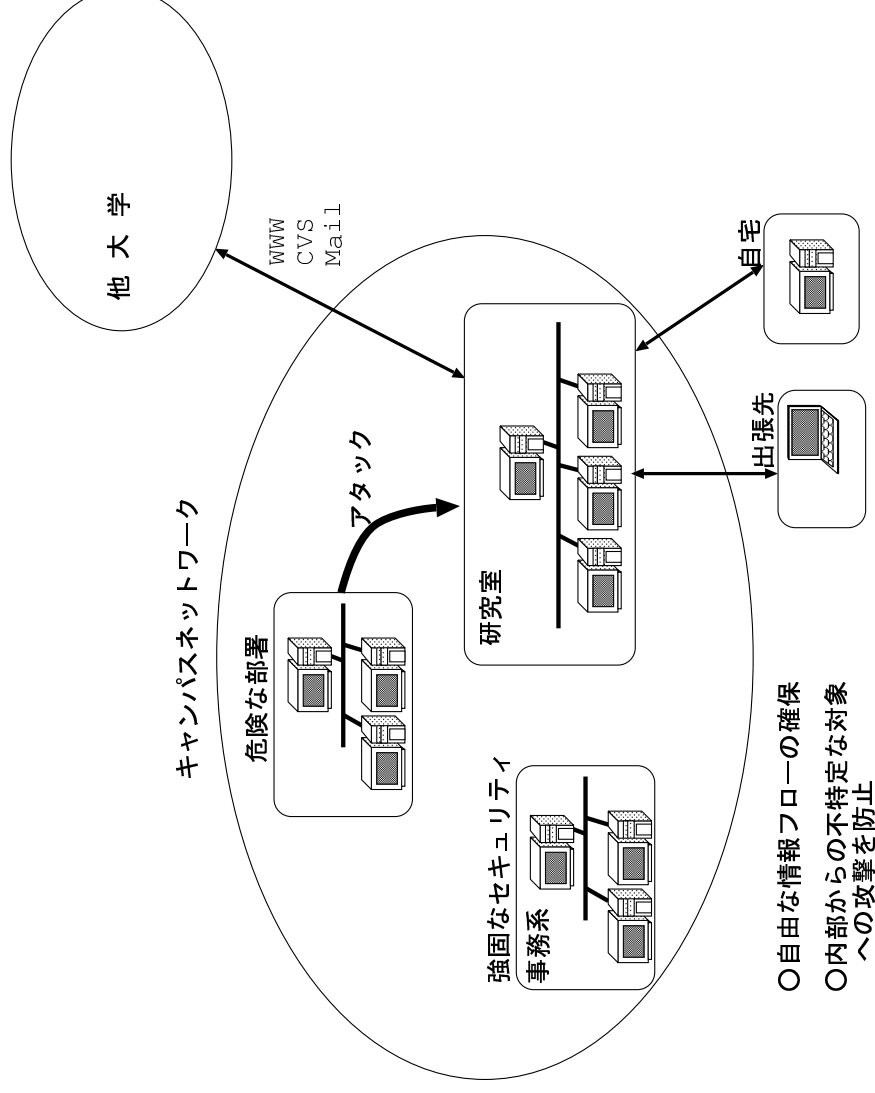 キャンパスネットワーク
他大学
WWW
CVS
Mail
危険な部署
アタック
強固なセキュリティ
事務系
研究室
自宅
出張先
○自由な情報フローの確保
○内部からの不特定な対象
への攻撃を防止